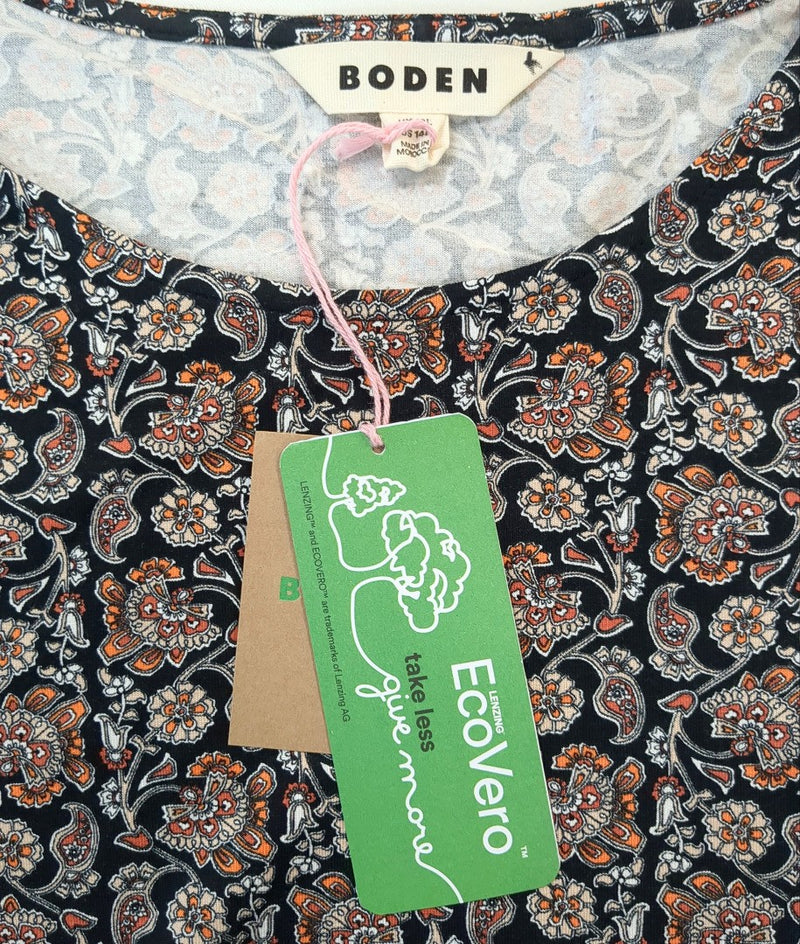 BODEN
US 14L
MADE IN
MOROCCO
B
LENZING™ and ECOVERO™ are trademarks of Lenzing AG
take less
give more
LENZING
EcoVero™